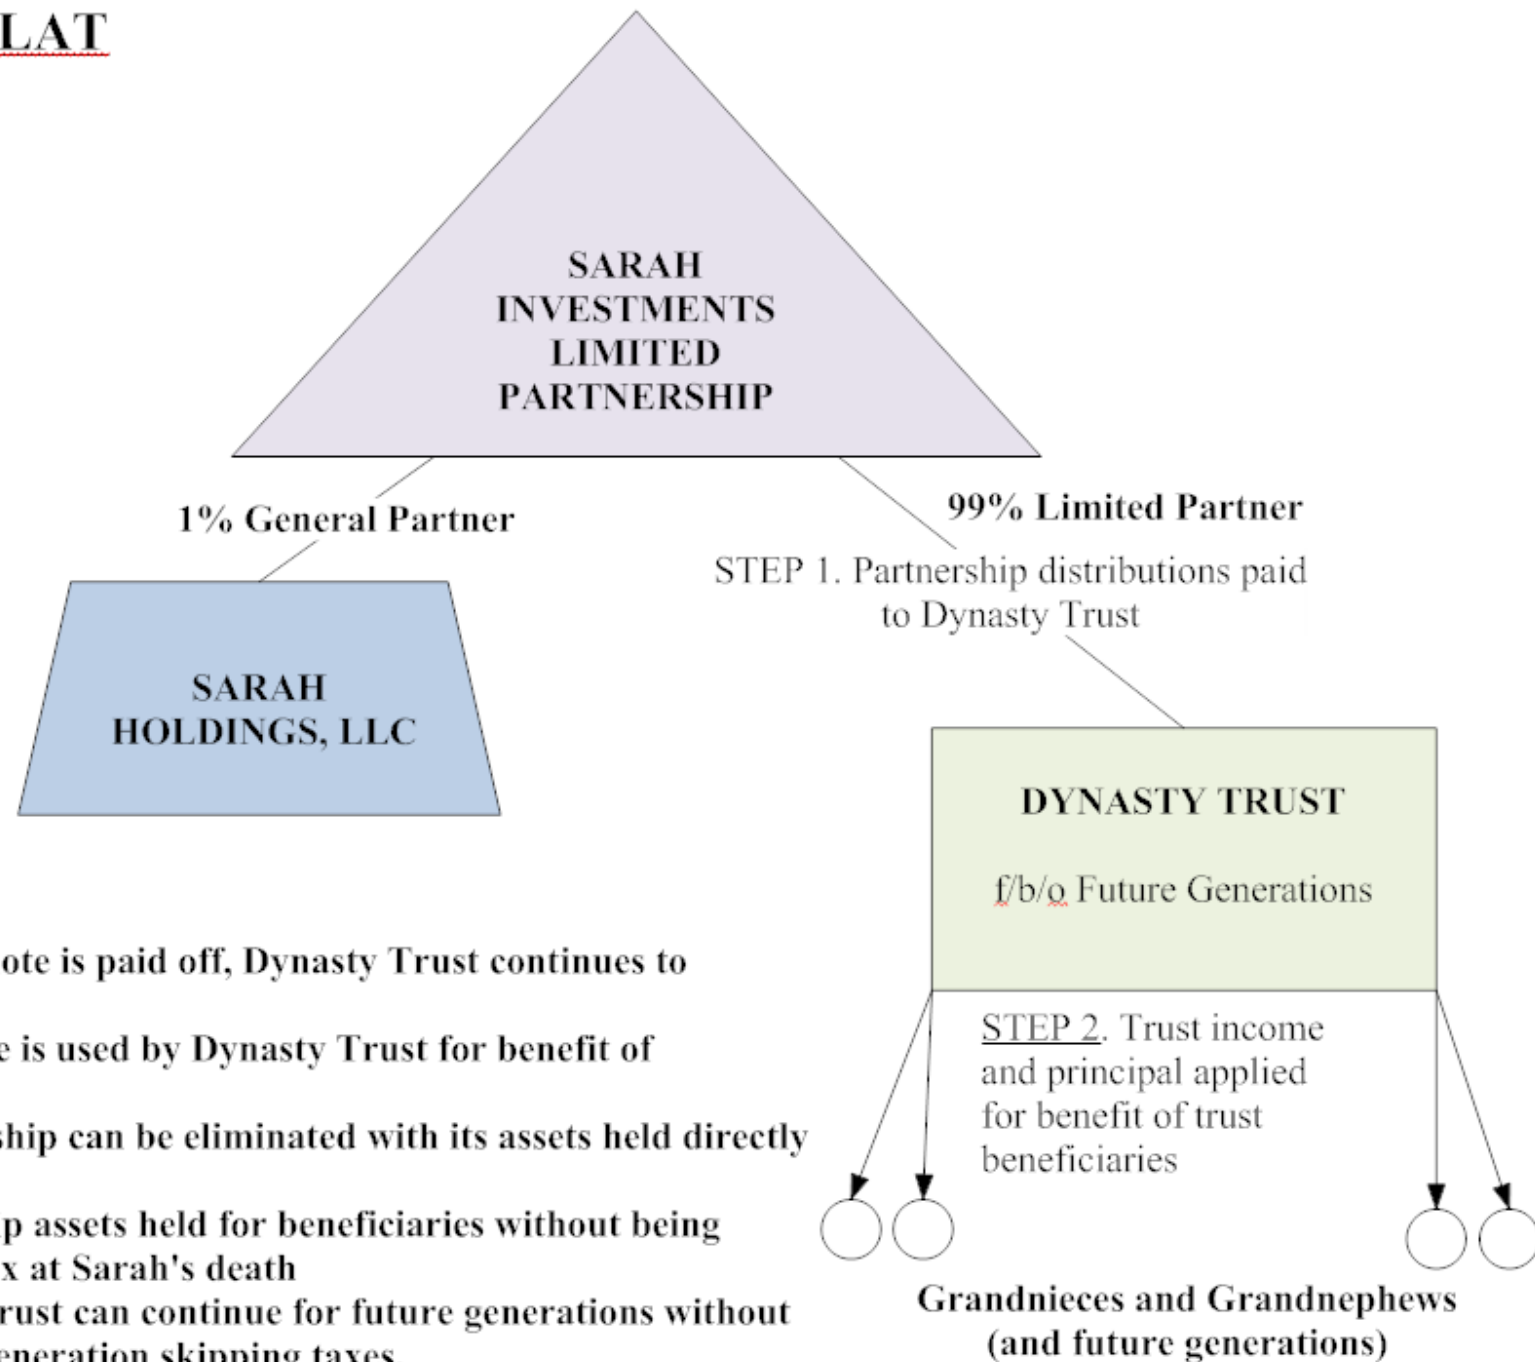 LAT
SARAH
INVESTMENTS
LIMITED
PARTNERSHIP
1% General Partner
99% Limited Partner
STEP 1. Partnership distributions paid
to Dynasty Trust
SARAH
HOLDINGS, LLC
DYNASTY TRUST
f/b/o Future Generations
ote is paid off, Dynasty Trust continues to
e is used by Dynasty Trust for benefit of
ship can be eliminated with its assets held directly
p assets held for beneficiaries without being
x at Sarah's death
rust can continue for future generations without
eneration skipping taxes
STEP 2. Trust income
and principal applied
for benefit of trust
beneficiaries
Grandnieces and Grandnephews
(and future generations)